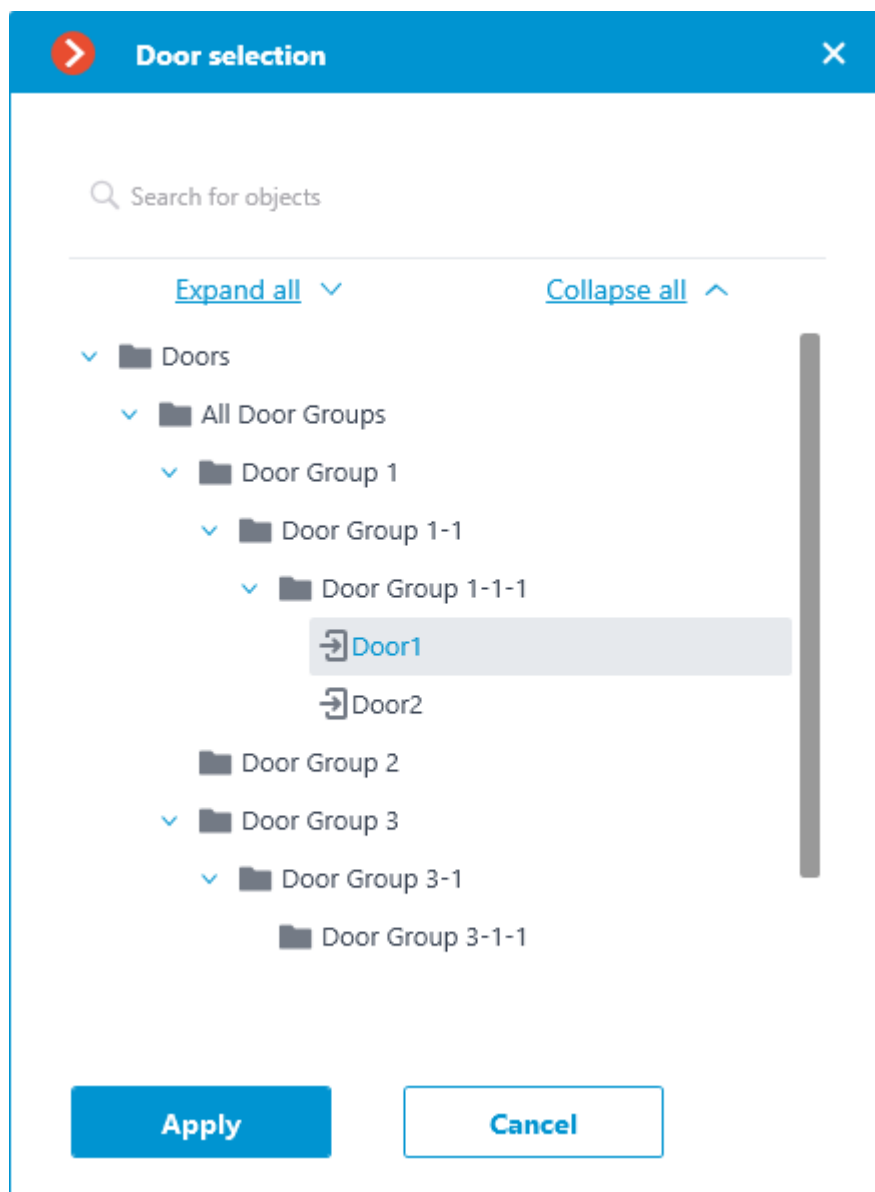 Door selection
Search for objects
Expand all Collapse all
Doors
All Door Groups
Door Group 1
Door Group 1-1
Door Group 1-1-1
Door1
Door2
Door Group 2
Door Group 3
Door Group 3-1
Door Group 3-1-1
Apply Cancel